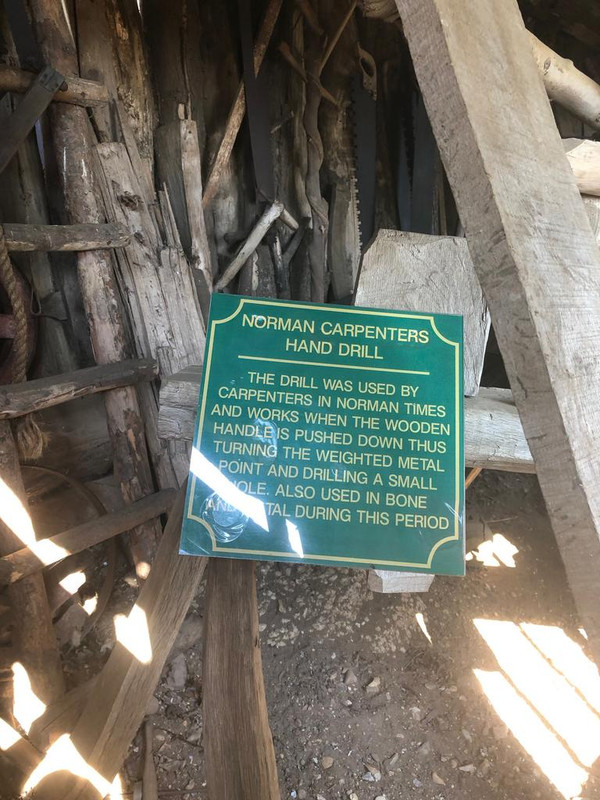 NORMAN CARPENTERS
HAND DRILL
THE DRILL WAS USED BY
CARPENTERS IN NORMAN TIMES
AND WORKS WHEN THE WOODEN
HANDLE IS PUSHED DOWN THUS
TURNING THE WEIGHTED METAL
POINT AND DRILLING A SMALL
HOLE. ALSO USED IN BONE
AND METAL DURING THIS PERIOD